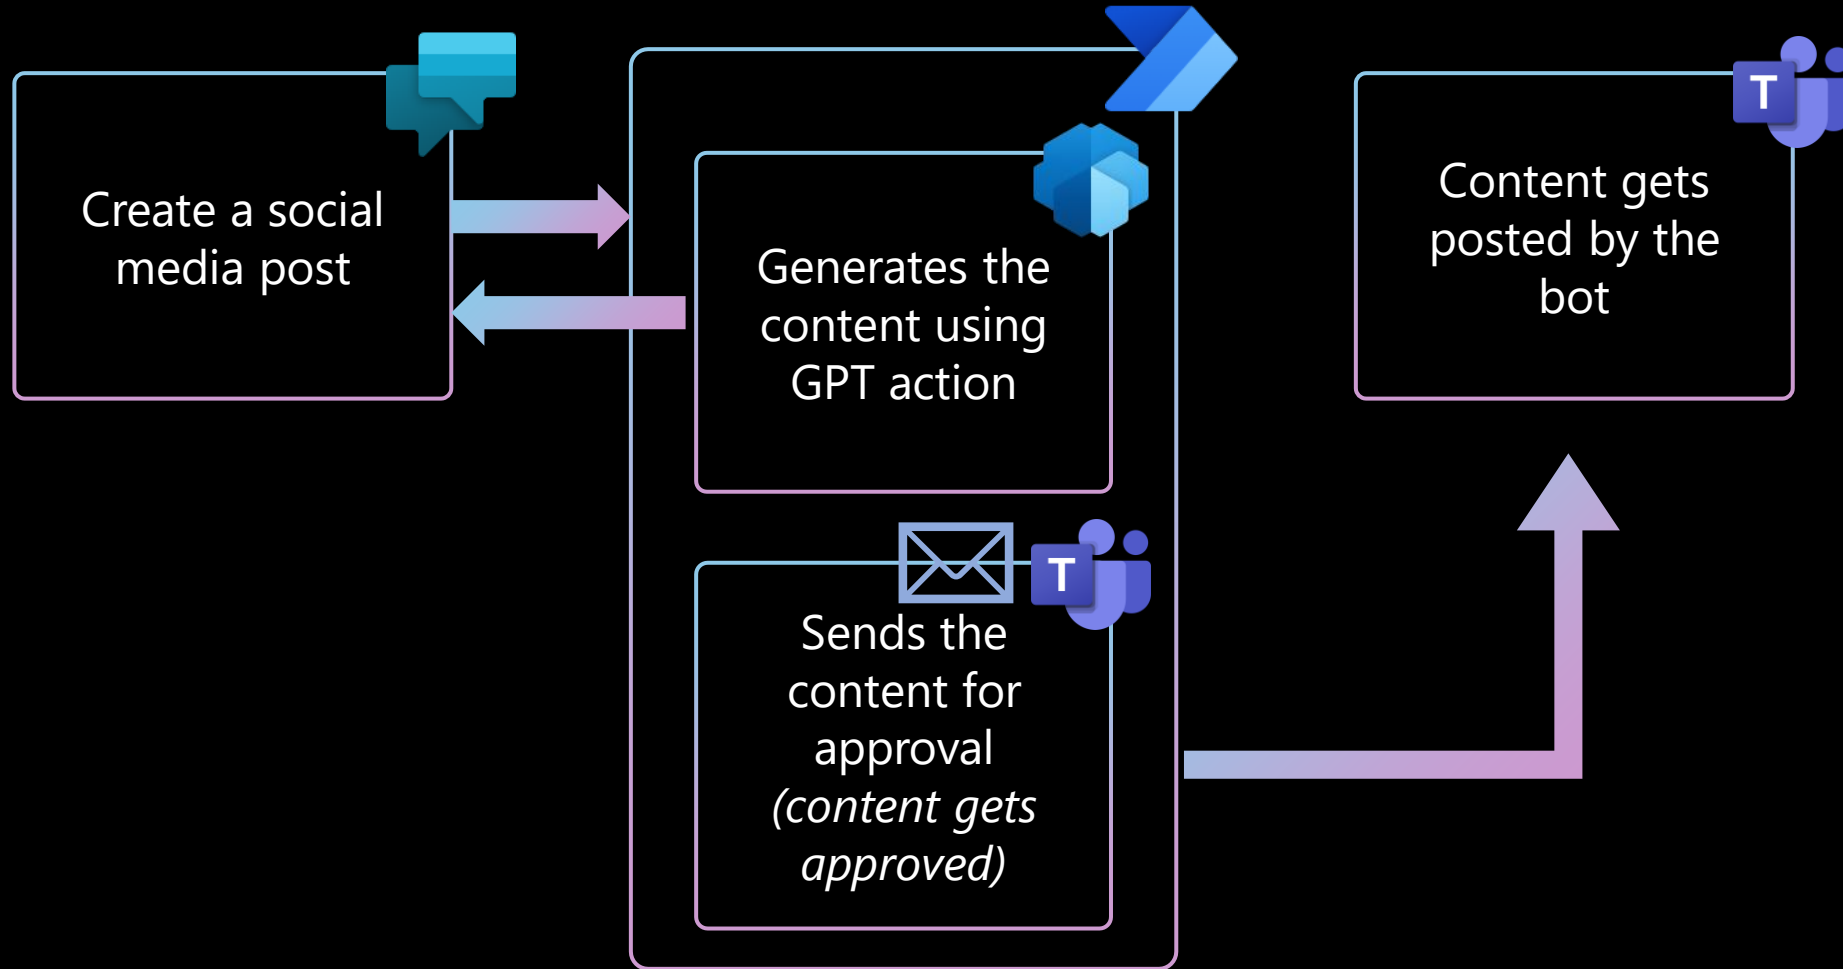 Create a social
media post
Generates the
content using
GPT action
T
Sends the
content for
approval
(content gets
approved)
T
Content gets
posted by the
bot